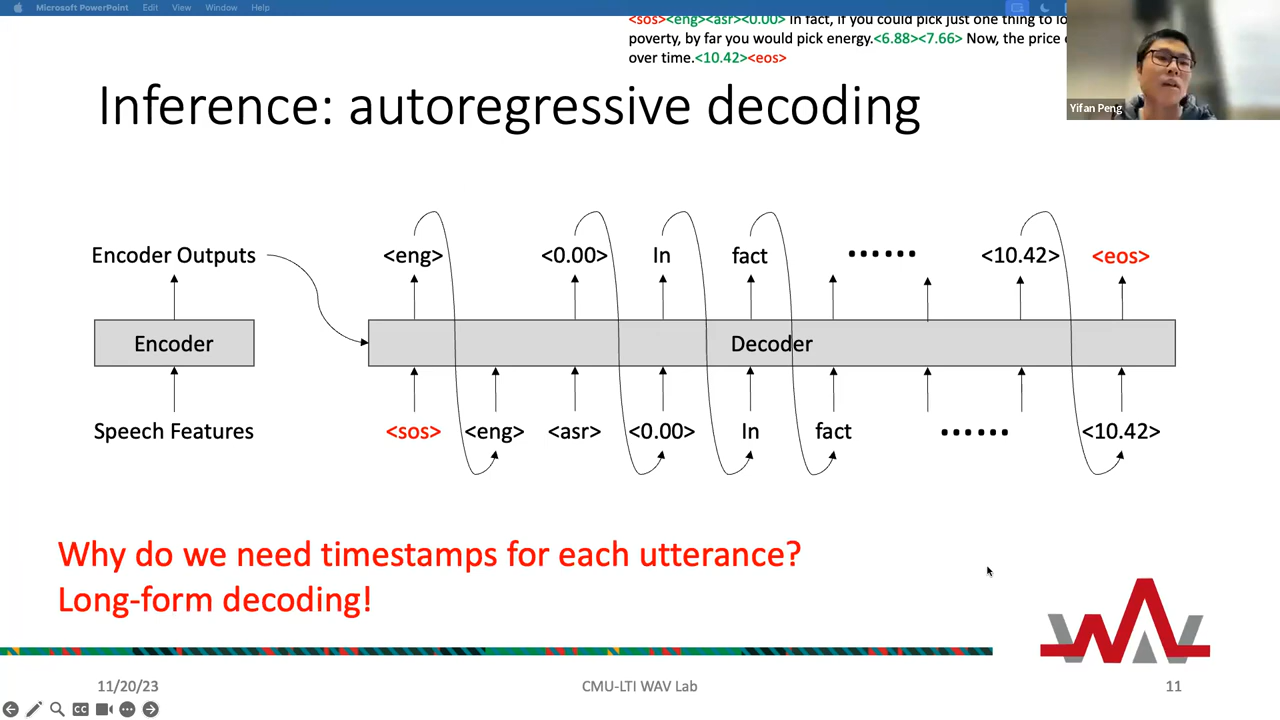 Microsoft PowerPoint Edit View Window Help
<sos><eng><asr><0.00> In fact, if you could pick just one thing to
poverty, by far you would pick energy.<6.88><7.66> Now, the price
over time.<10.42><eos>
Yifan Peng
Inference: autoregressive decoding
Encoder Outputs <eng> <0.00> In fact ...... <10.42> <eos>
Encoder Decoder
Speech Features <sos> <eng> <asr> <0.00> In fact ...... <10.42>
Why do we need timestamps for each utterance?
Long-form decoding!
WAV
11/20/23 CMU-LTI WAV Lab 11
CC